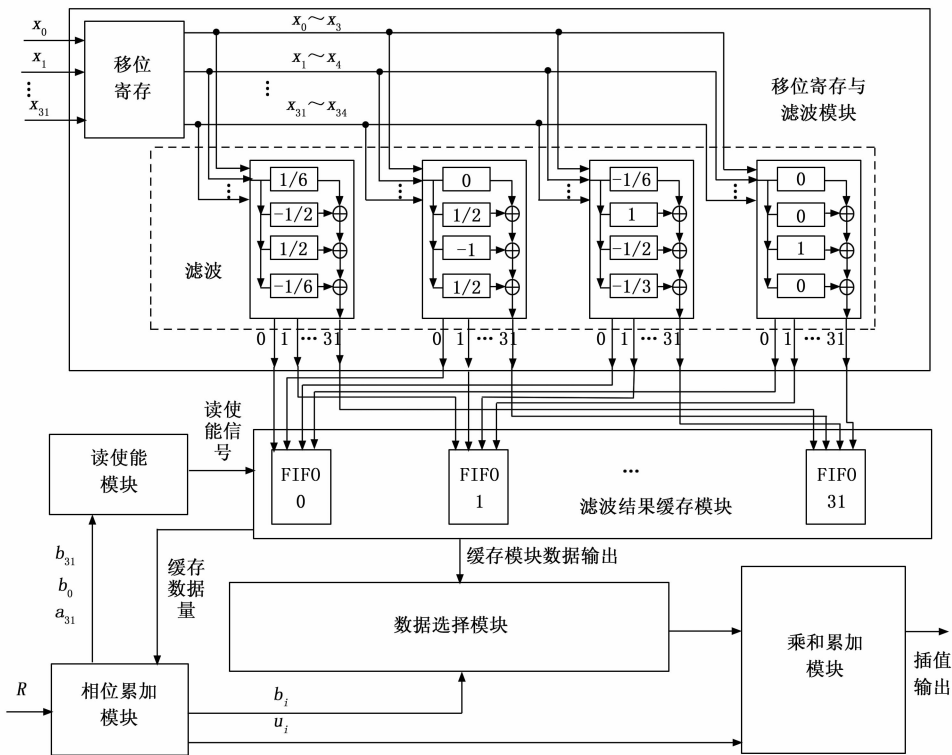 x0
x1
x31
移位
寄存
x0～x3
x1～x4
x31～x34
移位寄存与
滤波模块
滤波
1/6
-1/2
1/2
-1/6
0
1/2
-1
1/2
-1/6
1
-1/2
-1/3
0
0
1
0
0 1 … 31
0 1 … 31
0 1 … 31
0 1 … 31
读使
能信
号
读使能
模块
FIFO
0
FIFO
1
…
FIFO
31
滤波结果缓存模块
b31
b0
a31
缓存
数据
量
缓存模块数据输出
数据选择模块
乘和累加
模块
插值
输出
R
相位累加
模块
bi
ui